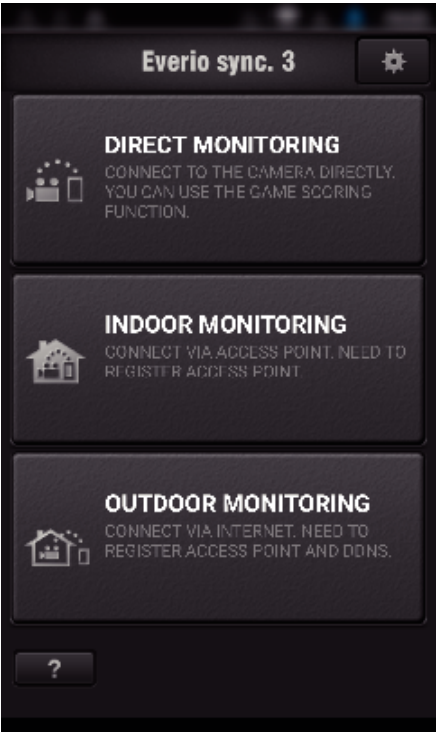 Everio sync. 3
DIRECT MONITORING
CONNECT TO THE CAMERA DIRECTLY.
YOU CAN USE THE GAME SCORING
FUNCTION.
INDOOR MONITORING
CONNECT VIA ACCESS POINT. NEED TO
REGISTER ACCESS POINT.
OUTDOOR MONITORING
CONNECT VIA INTERNET. NEED TO
REGISTER ACCESS POINT AND DDNS.
?